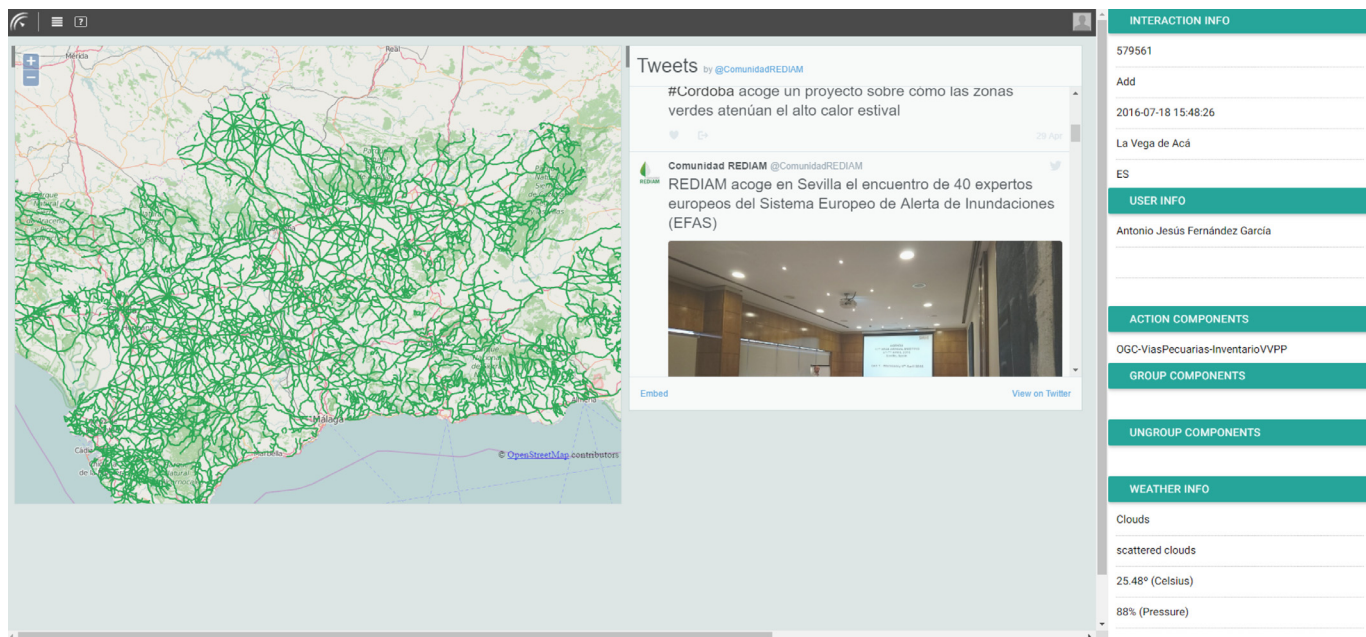 ?
+
−
Mérida
Real
Málaga
Marbella
Almería
© OpenStreetMap contributors
Tweets by @ComunidadREDIAM
#Córdoba acoge un proyecto sobre cómo las zonas
verdes atenúan el alto calor estival
29 Apr
Comunidad REDIAM @ComunidadREDIAM
REDIAM
REDIAM acoge en Sevilla el encuentro de 40 expertos
europeos del Sistema Europeo de Alerta de Inundaciones
(EFAS)
Embed
View on Twitter
INTERACTION INFO
579561
Add
2016-07-18 15:48:26
La Vega de Acá
ES
USER INFO
Antonio Jesús Fernández García
ACTION COMPONENTS
OGC-ViasPecuarias-InventarioVVPP
GROUP COMPONENTS
UNGROUP COMPONENTS
WEATHER INFO
Clouds
scattered clouds
25.48º (Celsius)
88% (Pressure)